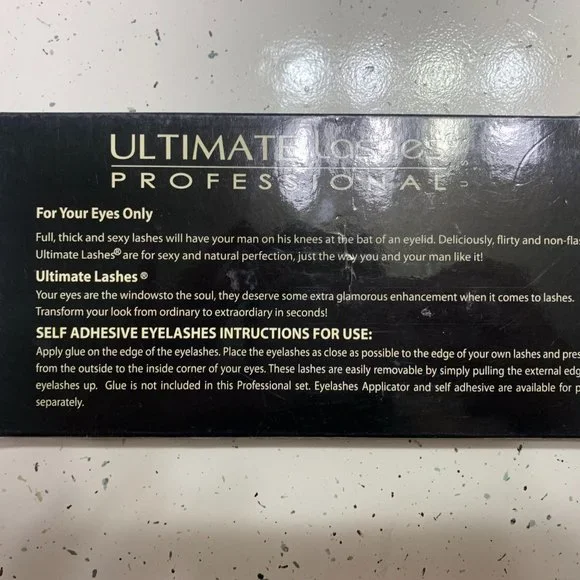 ULTIMATE Lashes
PROFESSIONAL
For Your Eyes Only
Full, thick and sexy lashes will have your man on his knees at the bat of an eyelid. Deliciously, flirty and
Ultimate Lashes® are for sexy and natural perfection, just the way you and your man like it!
Ultimate Lashes ®
Your eyes are the windowsto the soul, they deserve some extra glamorous enhancement when it comes to lashes.
Transform your look from ordinary to extraordiary in seconds!
SELF ADHESIVE EYELASHES INTRUCTIONS FOR USE:
Apply glue on the edge of the eyelashes. Place the eyelashes as close as possible to the edge of your own lashes and
from the outside to the inside corner of your eyes. These lashes are easily removable by simply pulling the external
eyelashes up. Glue is not included in this Professional set. Eyelashes Applicator and self adhesive are available for
separately.